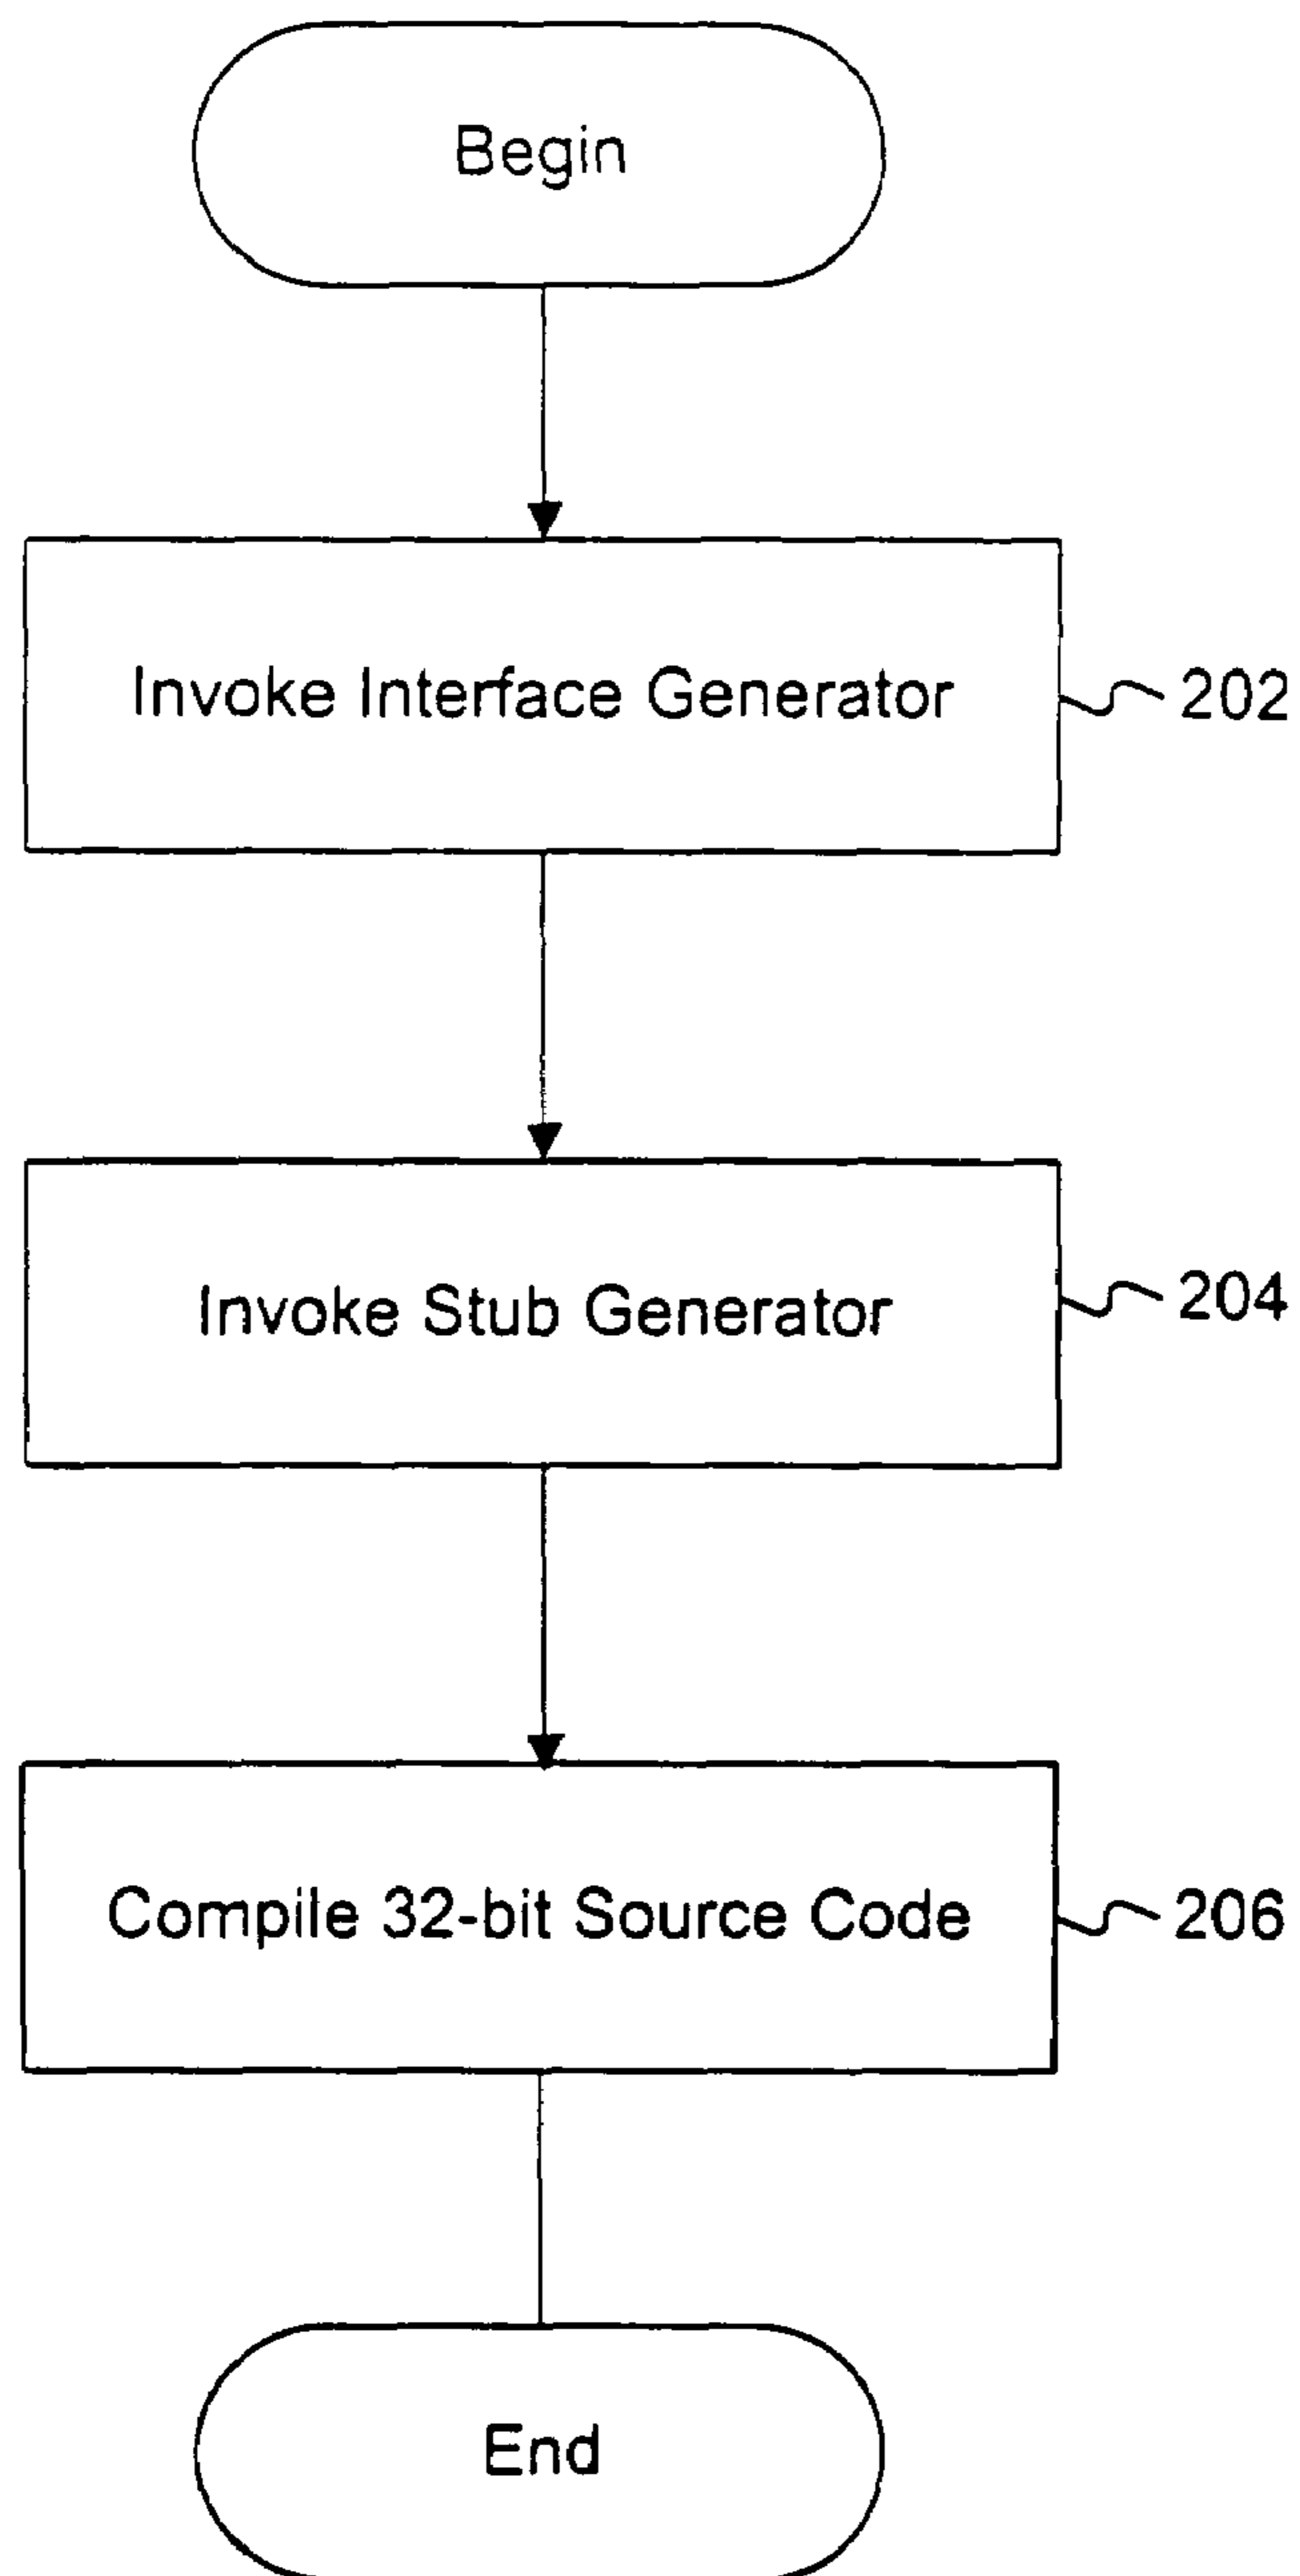 Begin
Invoke Interface Generator
202
Invoke Stub Generator
204
Compile 32-bit Source Code
206
End